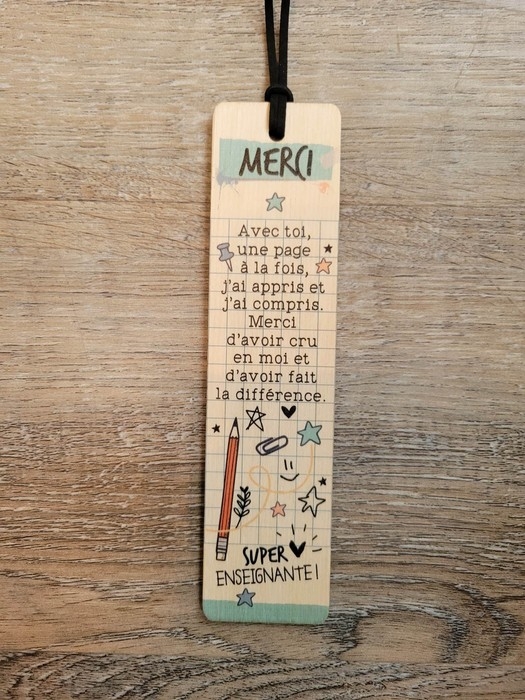 MERCI
Avec toi,
une page
à la fois,
j'ai appris et
j'ai compris.
Merci
d'avoir cru
en moi et
d'avoir fait
la différence.
SUPER
ENSEIGNANTE!